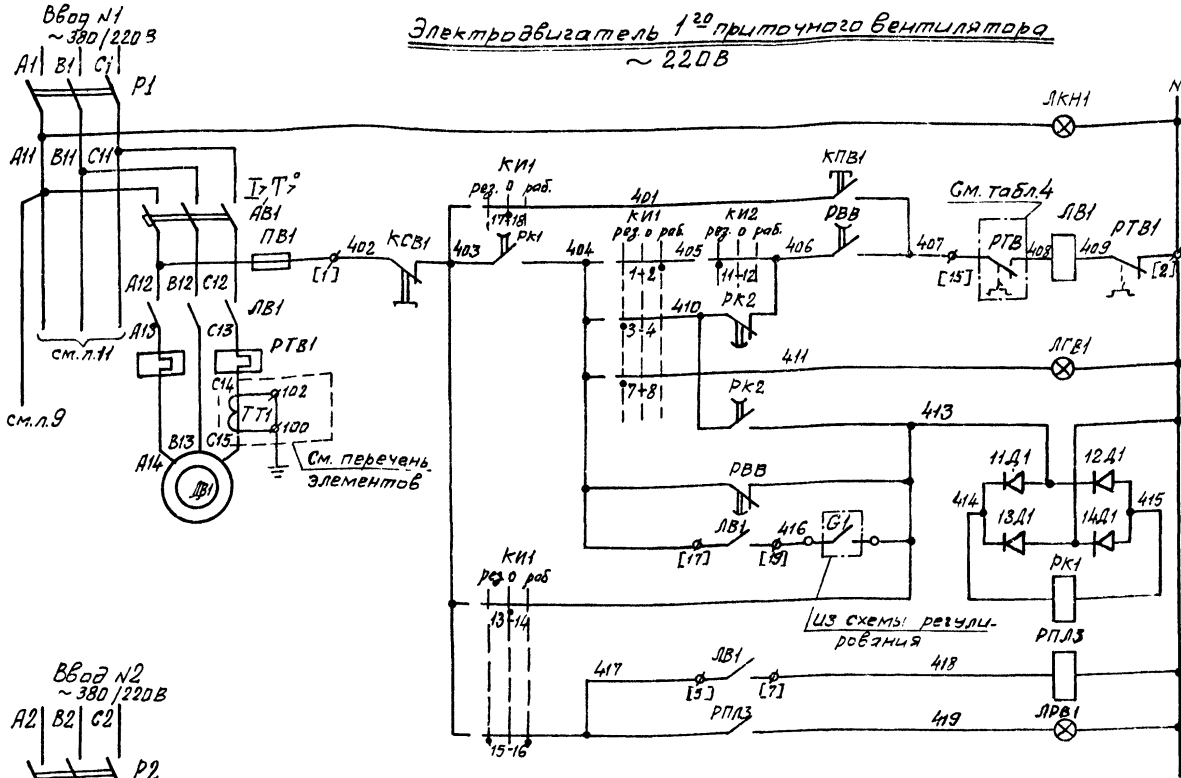 Ввод N1
~380/220В
Электродвигатель 1го приточного вентилятора
~220В
A1 B1 C1
P1
N
ЛКН1
A11 B11 C11
I> T>°
АВ1
КИ1
рез. 0 раб.
17-18
401
КПВ1
См. табл.4
ПВ1
402
КСВ1
403
РК1
404
КИ1
рез. 0 раб.
405
КИ2
рез. 0 раб.
406
РВВ
407
РТВ
408
ЛВ1
409
РТВ1
[1]
1+2
11-12
[15]
[2]
A12 B12 C12
ЛВ1
410
РК2
3-4
A13 C13
РТВ1
см.л.11
411
ЛГВ1
7+8
см.л.9
C14
102
ТТ1
100
C15
B13
A14
См. перечень элементов
ДВ1
РК2
413
11Д1 12Д1
414 415
13Д1 14Д1
РВВ
ЛВ1
416
G1
[17] [19]
Из схемы регули-
рования
РК1
КИ1
рез 0 раб
13-14
РПЛ3
417
ЛВ1
418
[5] [7]
РПЛ3
419
ЛРВ1
15-16
Ввод N2
~380/220В
A2 B2 C2
P2